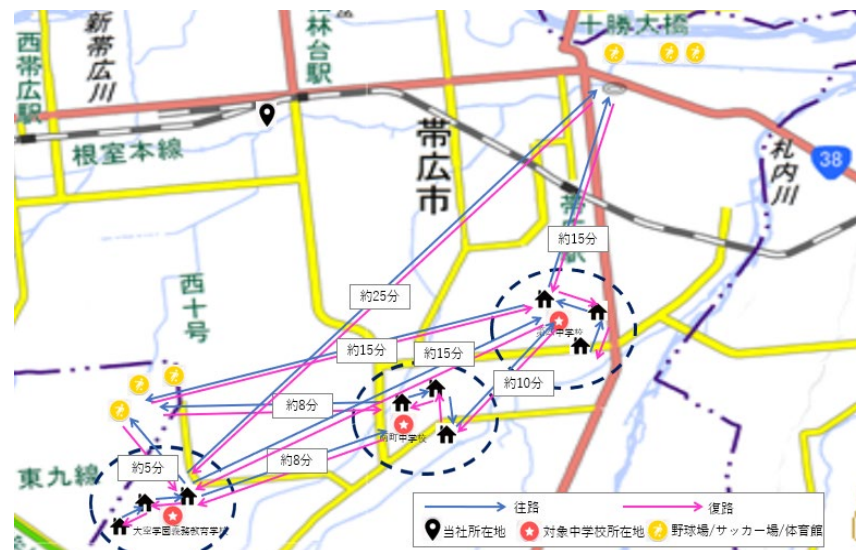 十勝大橋
西帯広駅
新帯広川
柏林台駅
根室本線
帯広市
札内川
38
約15分
約25分
西十号
約15分
約15分
約10分
約8分
南町中学校
約5分
約8分
東九線
大空学園義務教育学校
往路
復路
当社所在地
対象中学校所在地
野球場/サッカー場/体育館